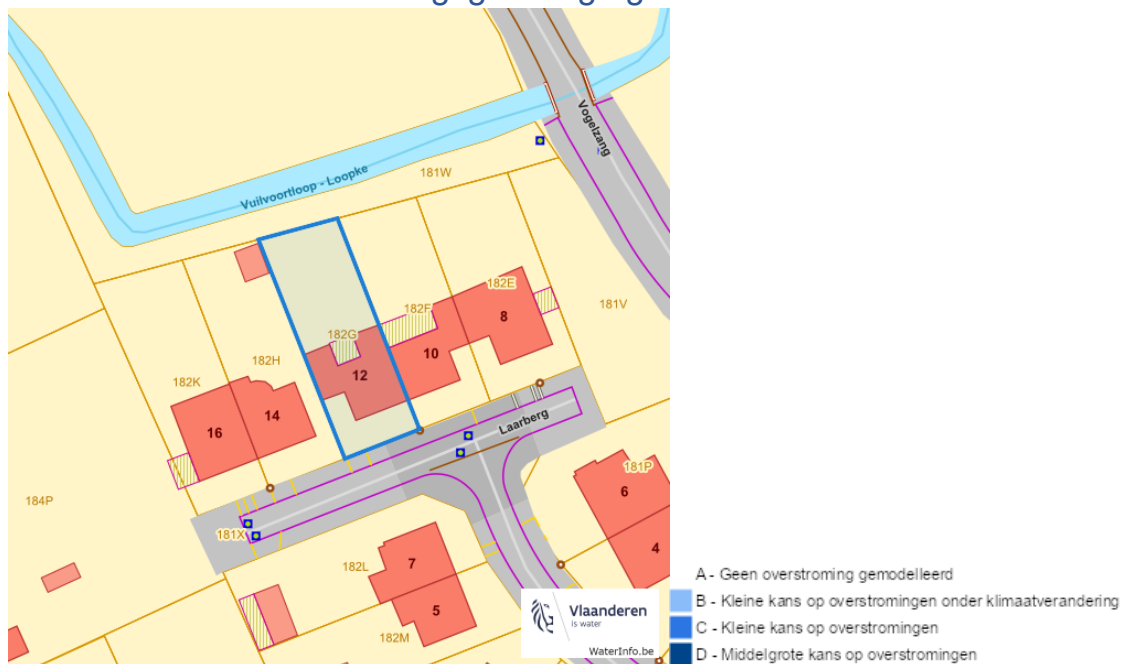 Vogelzang
181W
Vuilvoortloop - Loopke
182E
181V
182F
8
182G
10
182H
12
182K
14
16
Laarberg
181P
6
184P
181X
4
182L
7
5
182M
Vlaanderen
is water
WaterInfo.be
A - Geen overstroming gemodelleerd
B - Kleine kans op overstromingen onder klimaatverandering
C - Kleine kans op overstromingen
D - Middelgrote kans op overstromingen